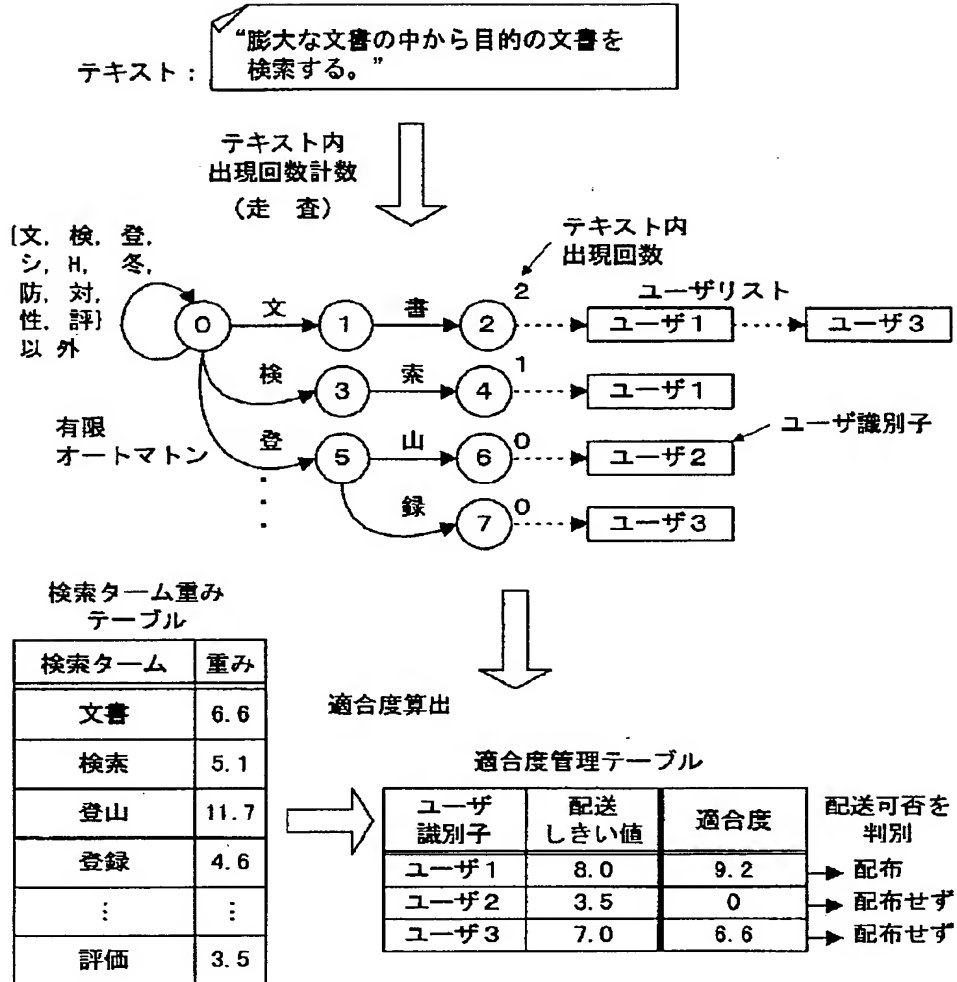 テキスト：
“膨大な文書の中から目的の文書を
検索する。”
テキスト内
出現回数計数
（走　査）
テキスト内
出現回数
[文, 検, 登,
シ, H, 冬,
防, 対,
性, 評}
以 外
ユーザリスト
0
文
1
書
2
2
ユーザ1
ユーザ3
検
3
索
4
1
ユーザ1
ユーザ識別子
有限
オートマトン
登
5
山
6
0
ユーザ2
録
7
0
ユーザ3
検索ターム重み
テーブル
検索ターム 重み
文書 6.6
検索 5.1
登山 11.7
登録 4.6
⋮ ⋮
評価 3.5
適合度算出
適合度管理テーブル
ユーザ
識別子
配送
しきい値
適合度
配送可否を
判別
ユーザ1 8.0 9.2 配布
ユーザ2 3.5 0 配布せず
ユーザ3 7.0 6.6 配布せず